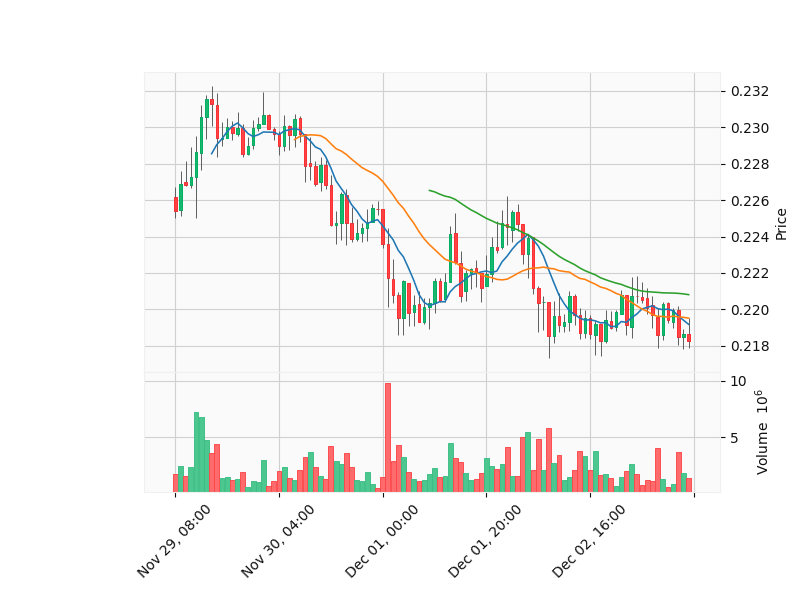 0.232
0.230
0.228
0.226
0.224
0.222
0.220
0.218
Price
10
5
Volume 10^6
Nov 29, 08:00
Nov 30, 04:00
Dec 01, 00:00
Dec 01, 20:00
Dec 02, 16:00